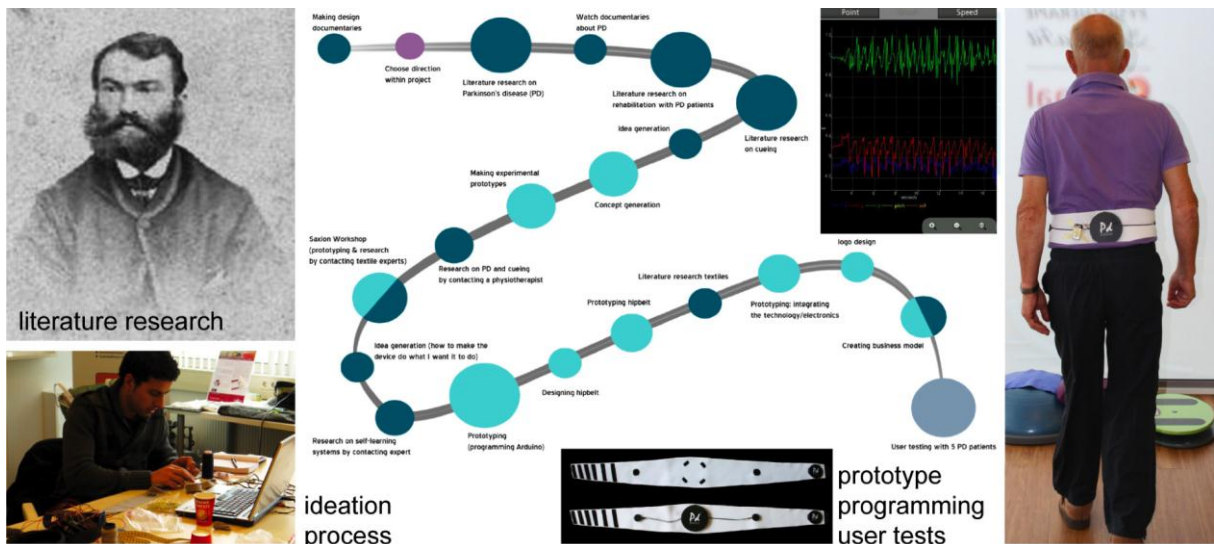 literature research
Making design
documentaries
Choose direction
within project
Literature research on
Parkinson's disease (PD)
Watch documentaries
about PD
Literature research on
rehabilitation with PD patients
Literature research
on cueing
Idea generation
Concept generation
Making experimental
prototypes
Research on PD and cueing
by contacting a physiotherapist
Saxion Workshop
(prototyping & research
by contacting textile experts)
Idea generation (how to make the
device do what I want it to do)
Research on self-learning
systems by contacting expert
Prototyping
(programming Arduino)
Designing hipbelt
Prototyping hipbelt
Literature research textiles
Prototyping: integrating
the technology/electronics
logo design
Creating business model
User testing with 5 PD patients
ideation
process
Point
Speed
Pd
prototype
programming
user tests
Pd